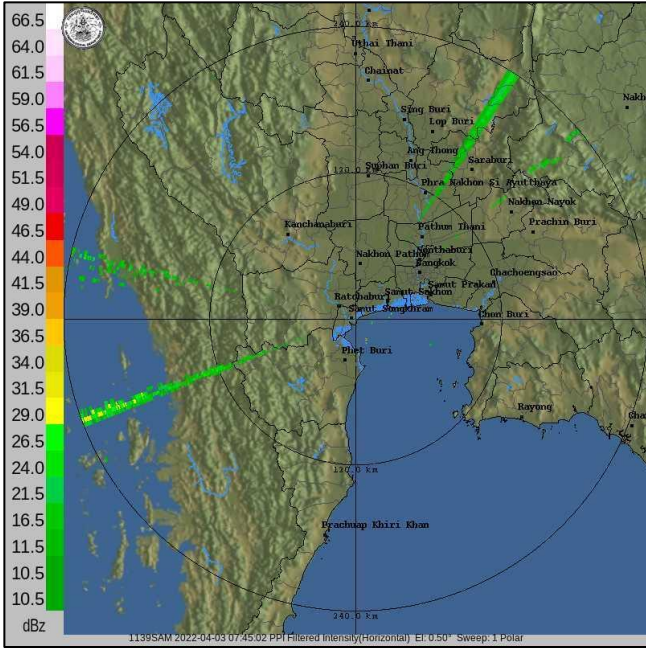 66.5
64.0
61.5
59.0
56.5
54.0
51.5
49.0
46.5
44.0
41.5
39.0
36.5
34.0
31.5
29.0
26.5
24.0
21.5
16.5
11.5
10.5
10.5
dBz
240.0 km
Uthai Thani
Chainat
Sing Buri
Lop Buri
Nakh
Ang Thong
Saraburi
Suphan Buri
120.0 km
Phra Nakhon Si Ayutthaya
Nakhon Nayok
Kanchanaburi
Pathum Thani
Prachin Buri
Nonthaburi
Nakhon Pathom
Bangkok
Chachoengsao
Samut Prakan
Samut Sakhon
Ratchaburi
Samut Songkhram
Chon Buri
Phet Buri
Rayong
Cha
120.0 km
Prachuap Khiri Khan
240.0 km
1139SAM 2022-04-03 07:45:02 PPI Filtered Intensity(Horizontal) El: 0.50° Sweep: 1 Polar